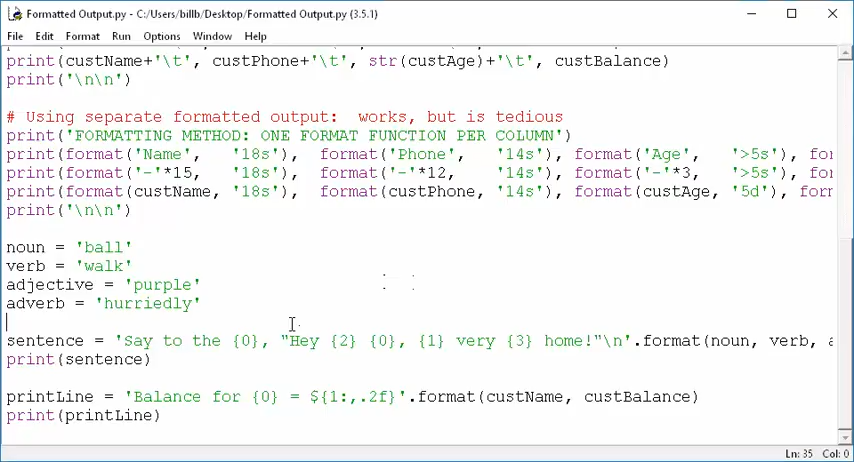 Formatted Output.py - C:/Users/billb/Desktop/Formatted Output.py (3.5.1)
File Edit Format Run Options Window Help
print(custName+'\t', custPhone+'\t', str(custAge)+'\t', custBalance)
print('\n\n')
# Using separate formatted output:  works, but is tedious
print('FORMATTING METHOD: ONE FORMAT FUNCTION PER COLUMN')
print(format('Name',    '18s'),  format('Phone',    '14s'), format('Age',    '>5s'), for
print(format('-'*15,    '18s'),  format('-'*12,     '14s'), format('-'*3,    '>5s'), for
print(format(custName, '18s'),  format(custPhone, '14s'), format(custAge, '5d'), form
print('\n\n')
noun = 'ball'
verb = 'walk'
adjective = 'purple'
adverb = 'hurriedly'
sentence = 'Say to the {0}, "Hey {2} {0}, {1} very {3} home!"\n'.format(noun, verb, a
print(sentence)
printLine = 'Balance for {0} = ${1:,.2f}'.format(custName, custBalance)
print(printLine)
Ln: 35 Col: 0